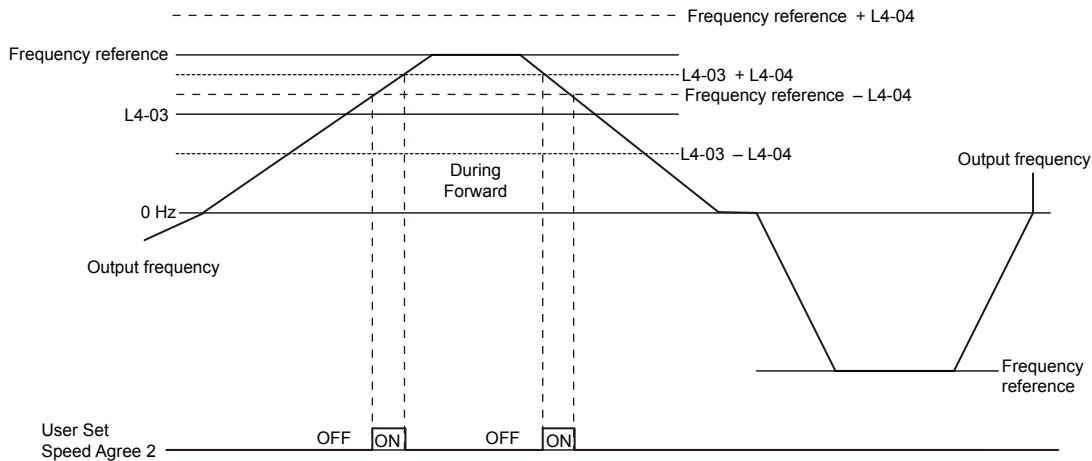 Frequency reference + L4-04
Frequency reference
L4-03 + L4-04
Frequency reference – L4-04
L4-03
L4-03 – L4-04
During
Forward
Output frequency
0 Hz
Output frequency
Frequency
reference
User Set
Speed Agree 2
OFF
ON
OFF
ON